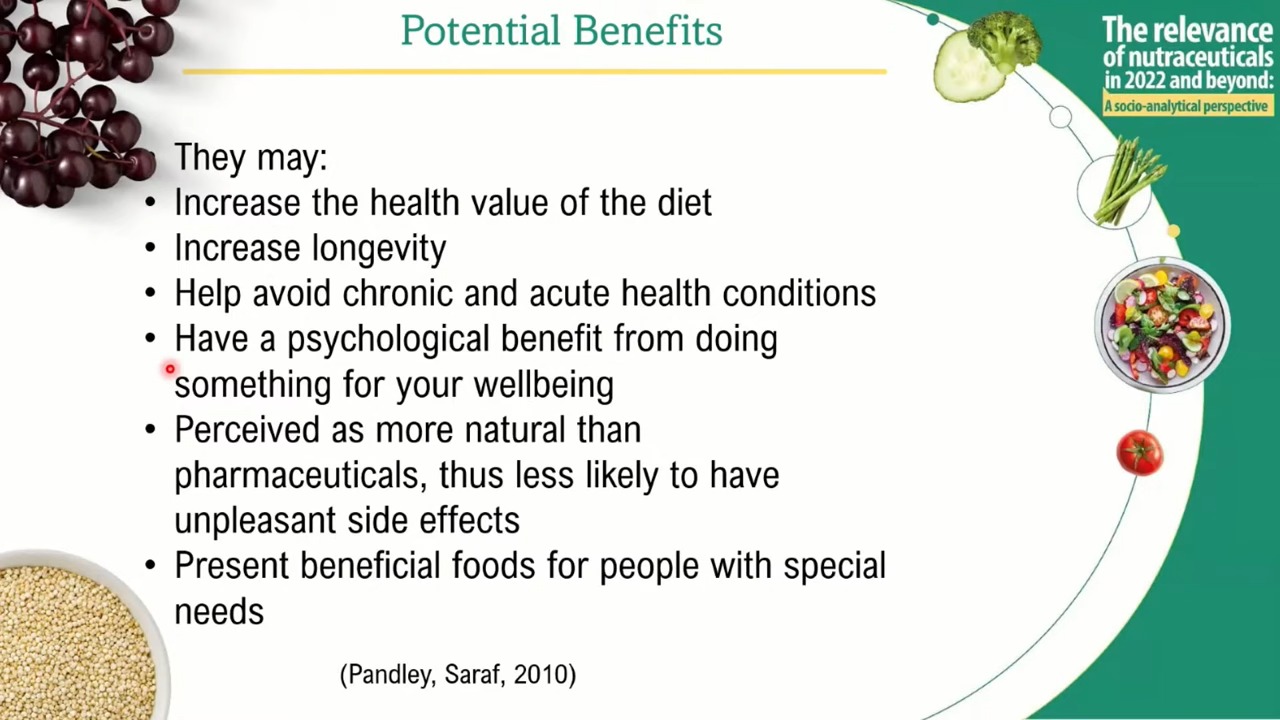 Potential Benefits
The relevance
of nutraceuticals
in 2022 and beyond:
A socio-analytical perspective
They may:
• Increase the health value of the diet
• Increase longevity
• Help avoid chronic and acute health conditions
• Have a psychological benefit from doing
something for your wellbeing
• Perceived as more natural than
pharmaceuticals, thus less likely to have
unpleasant side effects
• Present beneficial foods for people with special
needs
(Pandley, Saraf, 2010)